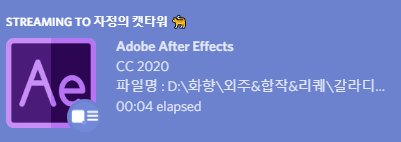 STREAMING TO 자정의 캣타워 🐈
Ae
Adobe After Effects
CC 2020
파일명 : D:\화향\외주&합작&리퀘\갈라디...
00:04 elapsed